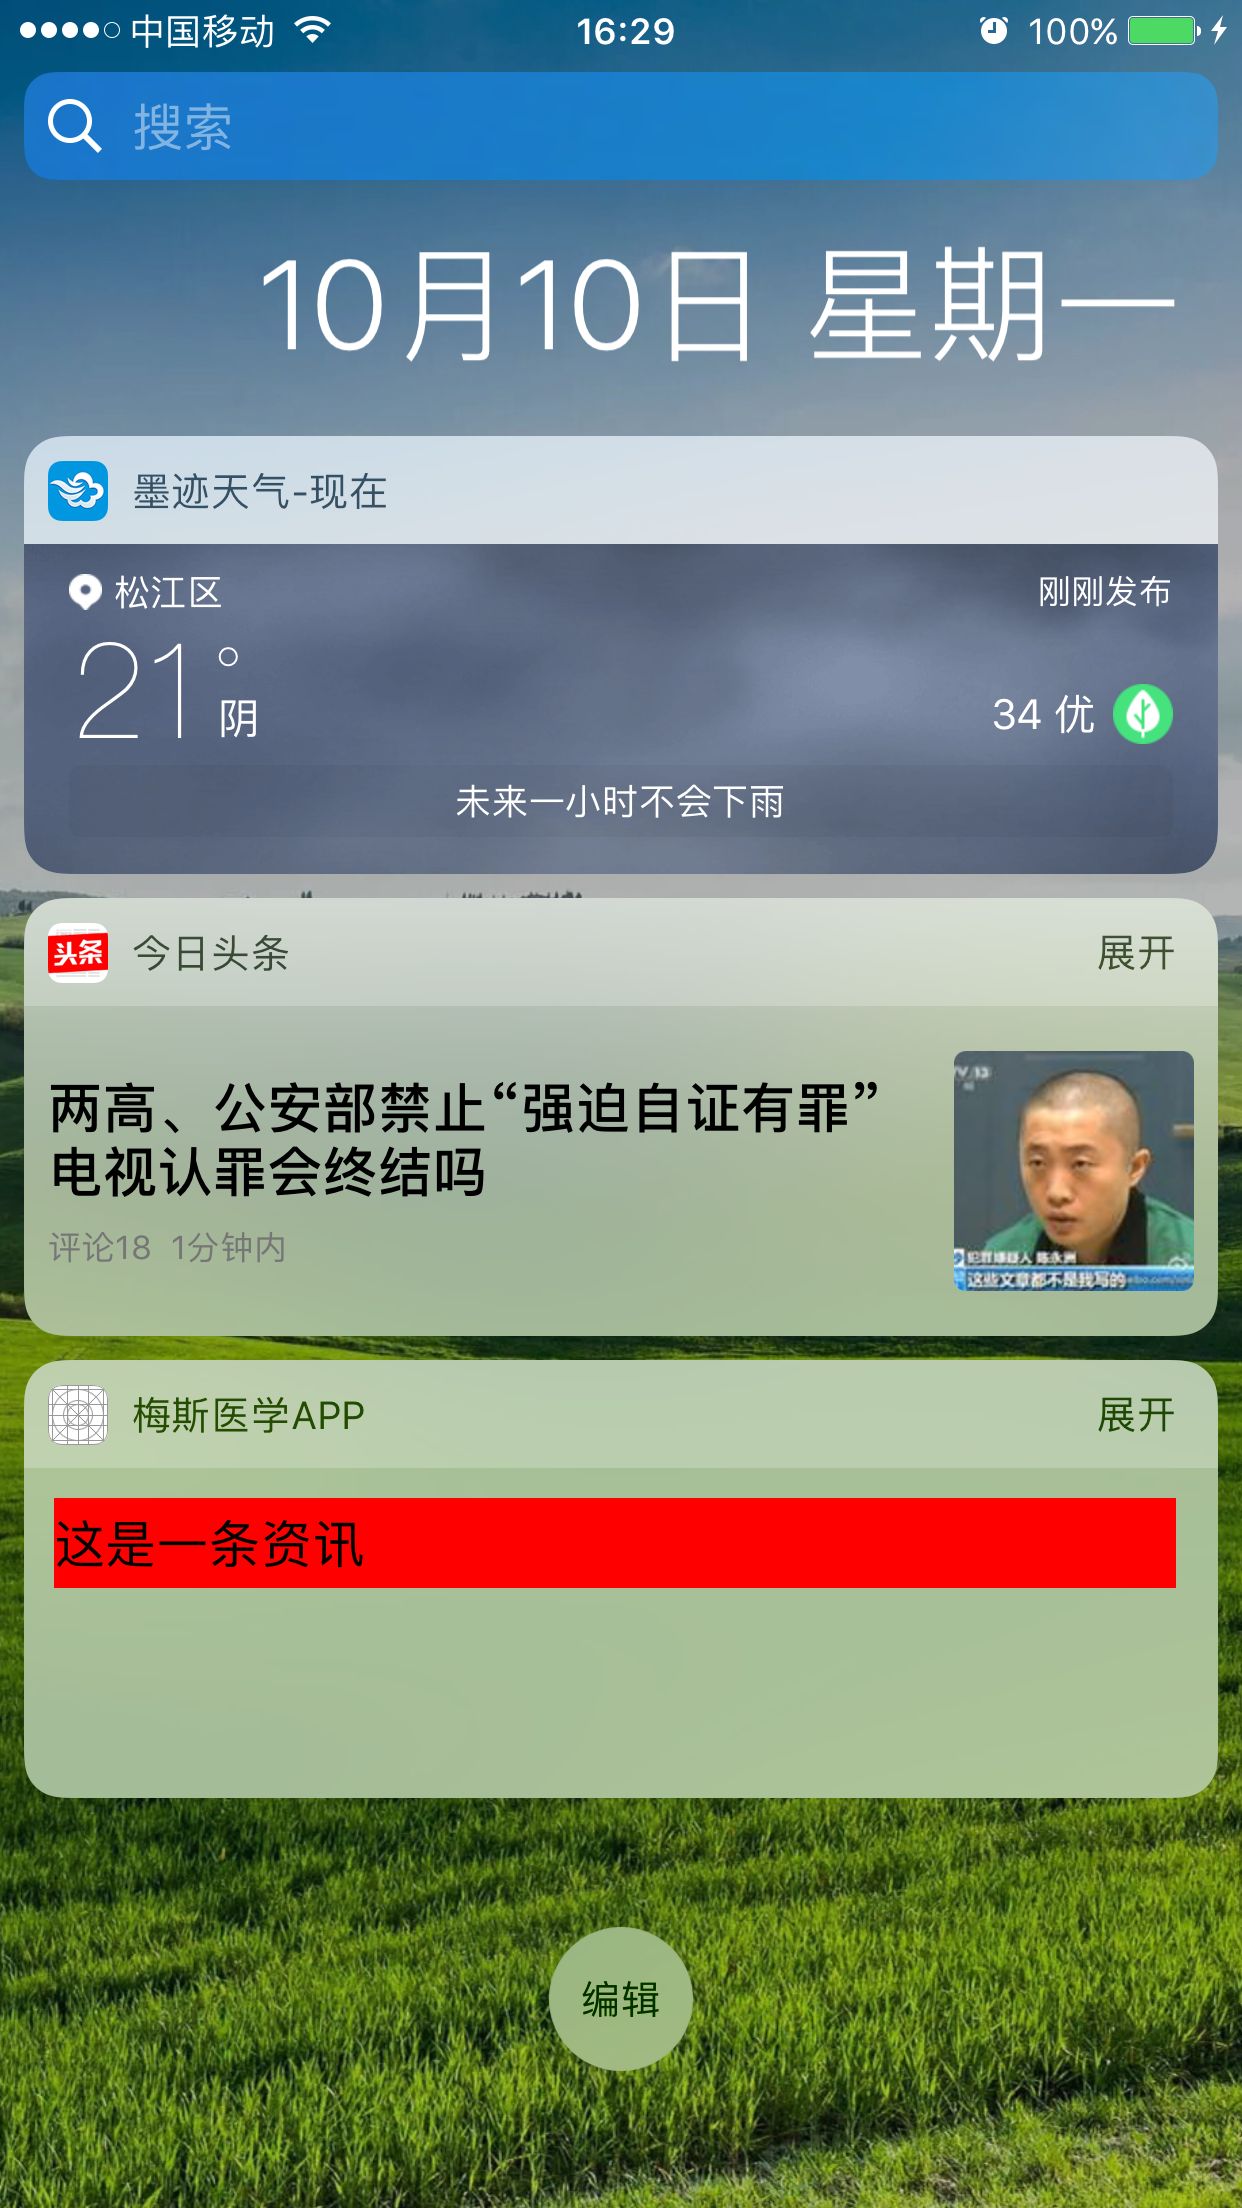 中国移动
16:29
100%
搜索
10月10日 星期一
墨迹天气-现在
松江区
刚刚发布
21°
阴
34 优
未来一小时不会下雨
头条
今日头条
展开
两高、公安部禁止“强迫自证有罪”
电视认罪会终结吗
评论18 1分钟内
犯罪嫌疑人 陈永洲
这些文章都不是我写的
梅斯医学APP
展开
这是一条资讯
编辑